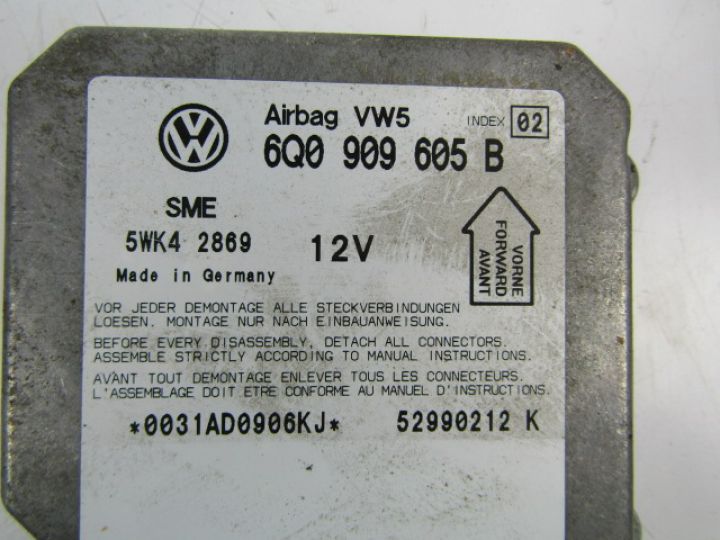 Airbag VW5 INDEX 02
6Q0 909 605 B
SME
5WK4 2869 12V
Made in Germany
VORNE
FORWARD
AVANT
VOR JEDER DEMONTAGE ALLE STECKVERBINDUNGEN
LOESEN. MONTAGE NUR NACH EINBAUANWEISUNG.
BEFORE EVERY DISASSEMBLY, DETACH ALL CONNECTORS.
ASSEMBLE STRICTLY ACCORDING TO MANUAL INSTRUCTIONS.
AVANT TOUT DEMONTAGE ENLEVER TOUS LES CONNECTEURS.
L'ASSEMBLAGE DOIT ETRE CONFORME AU MANUEL D'INSTRUCTIONS.
*0031AD0906KJ* 52990212 K